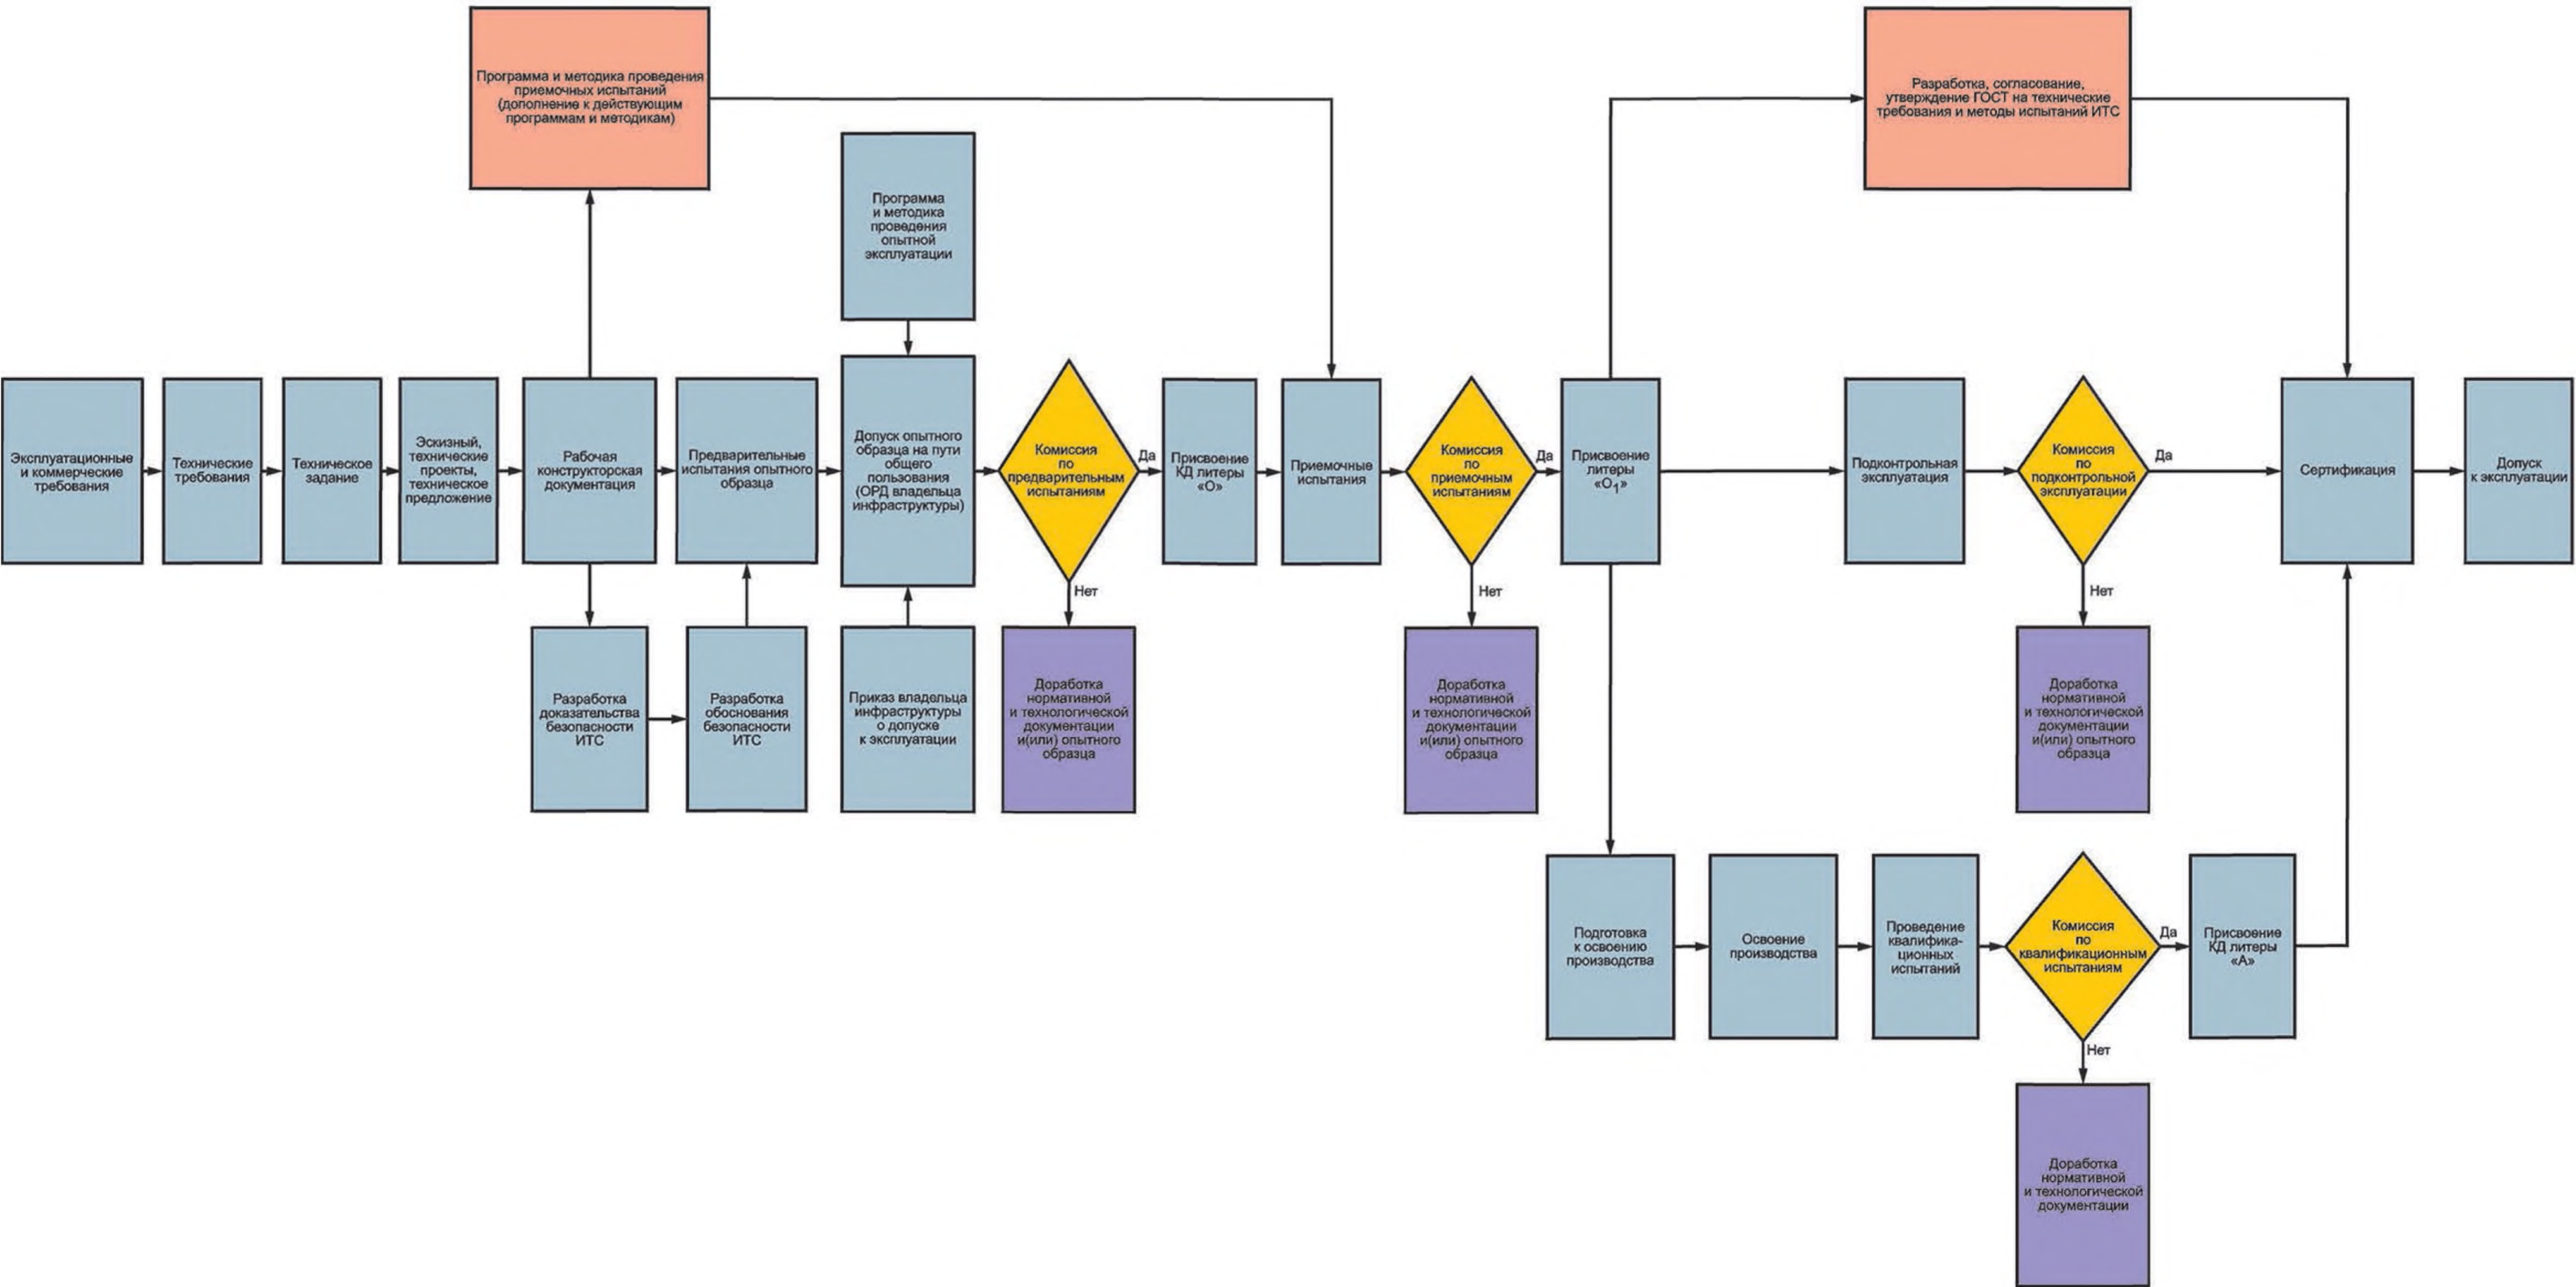 Программа и методика проведения
приемочных испытаний
(дополнение к действующим
программам и методикам)
Разработка, согласование,
утверждение ГОСТ на технические
требования и методы испытаний ИТС
Программа
и методика
проведения
опытной
эксплуатации
Эксплуатационные
и коммерческие
требования
Технические
требования
Техническое
задание
Эскизный,
технические
проекты,
техническое
предложение
Рабочая
конструкторская
документация
Предварительные
испытания опытного
образца
Допуск опытного
образца на пути
общего
пользования
(ОРД владельца
инфраструктуры)
Комиссия
по
предварительным
испытаниям
Да
Нет
Присвоение
КД литеры
«О»
Приемочные
испытания
Комиссия
по
приемочным
испытаниям
Да
Нет
Присвоение
литеры
«О₁»
Подконтрольная
эксплуатация
Комиссия
по
подконтрольной
эксплуатации
Да
Нет
Сертификация
Допуск
к эксплуатации
Разработка
доказательства
безопасности
ИТС
Разработка
обоснования
безопасности
ИТС
Приказ владельца
инфраструктуры
о допуске
к эксплуатации
Доработка
нормативной
и технологической
документации
и(или) опытного
образца
Доработка
нормативной
и технологической
документации
и(или) опытного
образца
Доработка
нормативной
и технологической
документации
и(или) опытного
образца
Подготовка
к освоению
производства
Освоение
производства
Проведение
квалифика-
ционных
испытаний
Комиссия
по
квалификационным
испытаниям
Да
Нет
Присвоение
КД литеры
«А»
Доработка
нормативной
и технологической
документации